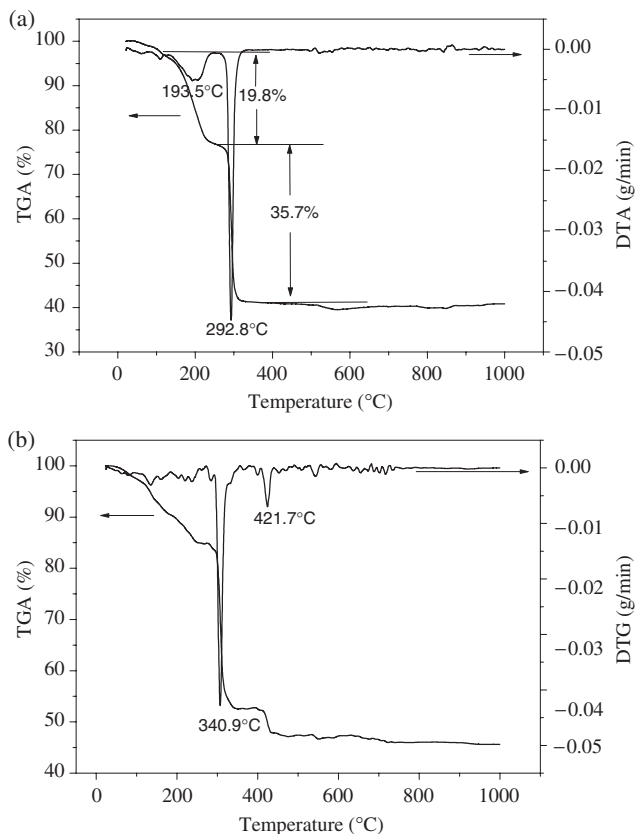 (a)
100
90
80
70
60
50
40
30
TGA (%)
193.5°C
19.8%
35.7%
292.8°C
0.00
−0.01
−0.02
−0.03
−0.04
−0.05
DTA (g/min)
0 200 400 600 800 1000
Temperature (°C)
(b)
100
90
80
70
60
50
40
TGA (%)
421.7°C
340.9°C
0.00
−0.01
−0.02
−0.03
−0.04
−0.05
DTG (g/min)
0 200 400 600 800 1000
Temperature (°C)